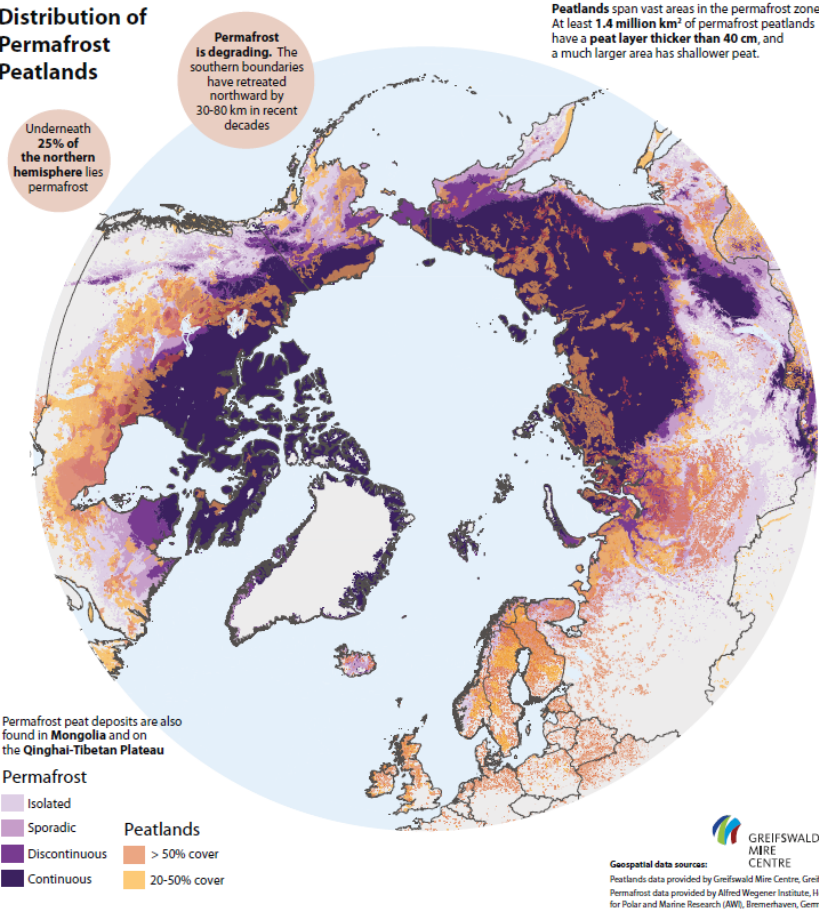 Distribution of
Permafrost
Peatlands
Permafrost
is degrading. The
southern boundaries
have retreated
northward by
30-80 km in recent
decades
Peatlands span vast areas in the permafrost zone
At least 1.4 million km² of permafrost peatlands
have a peat layer thicker than 40 cm, and
a much larger area has shallower peat.
Underneath
25% of
the northern
hemisphere lies
permafrost
Permafrost peat deposits are also
found in Mongolia and on
the Qinghai-Tibetan Plateau
Permafrost
Isolated
Sporadic
Discontinuous
Continuous
Peatlands
> 50% cover
20-50% cover
GREIFSWALD
MIRE
CENTRE
Geospatial data sources:
Peatlands data provided by Greifswald Mire Centre, Greif
Permafrost data provided by Alfred Wegener Institute, H
for Polar and Marine Research (AWI), Bremerhaven, Germ